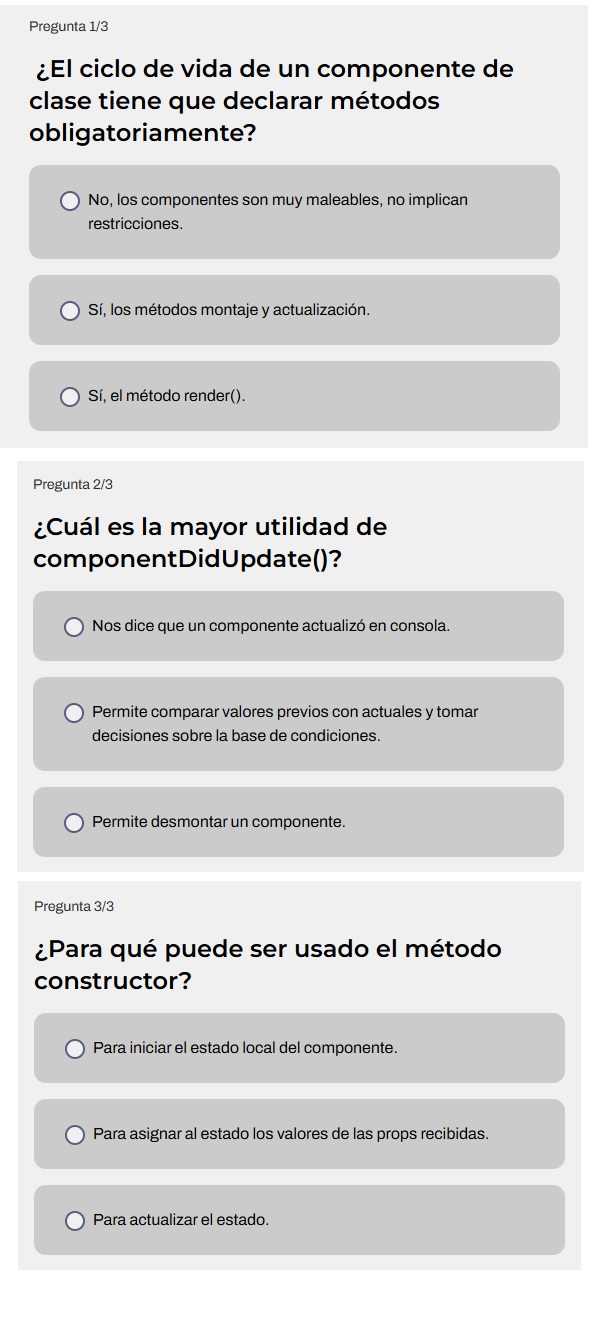 Pregunta 1/3
¿El ciclo de vida de un componente de
clase tiene que declarar métodos
obligatoriamente?
No, los componentes son muy maleables, no implican
restricciones.
Sí, los métodos montaje y actualización.
Sí, el método render().
Pregunta 2/3
¿Cuál es la mayor utilidad de
componentDidUpdate()?
Nos dice que un componente actualizó en consola.
Permite comparar valores previos con actuales y tomar
decisiones sobre la base de condiciones.
Permite desmontar un componente.
Pregunta 3/3
¿Para qué puede ser usado el método
constructor?
Para iniciar el estado local del componente.
Para asignar al estado los valores de las props recibidas.
Para actualizar el estado.